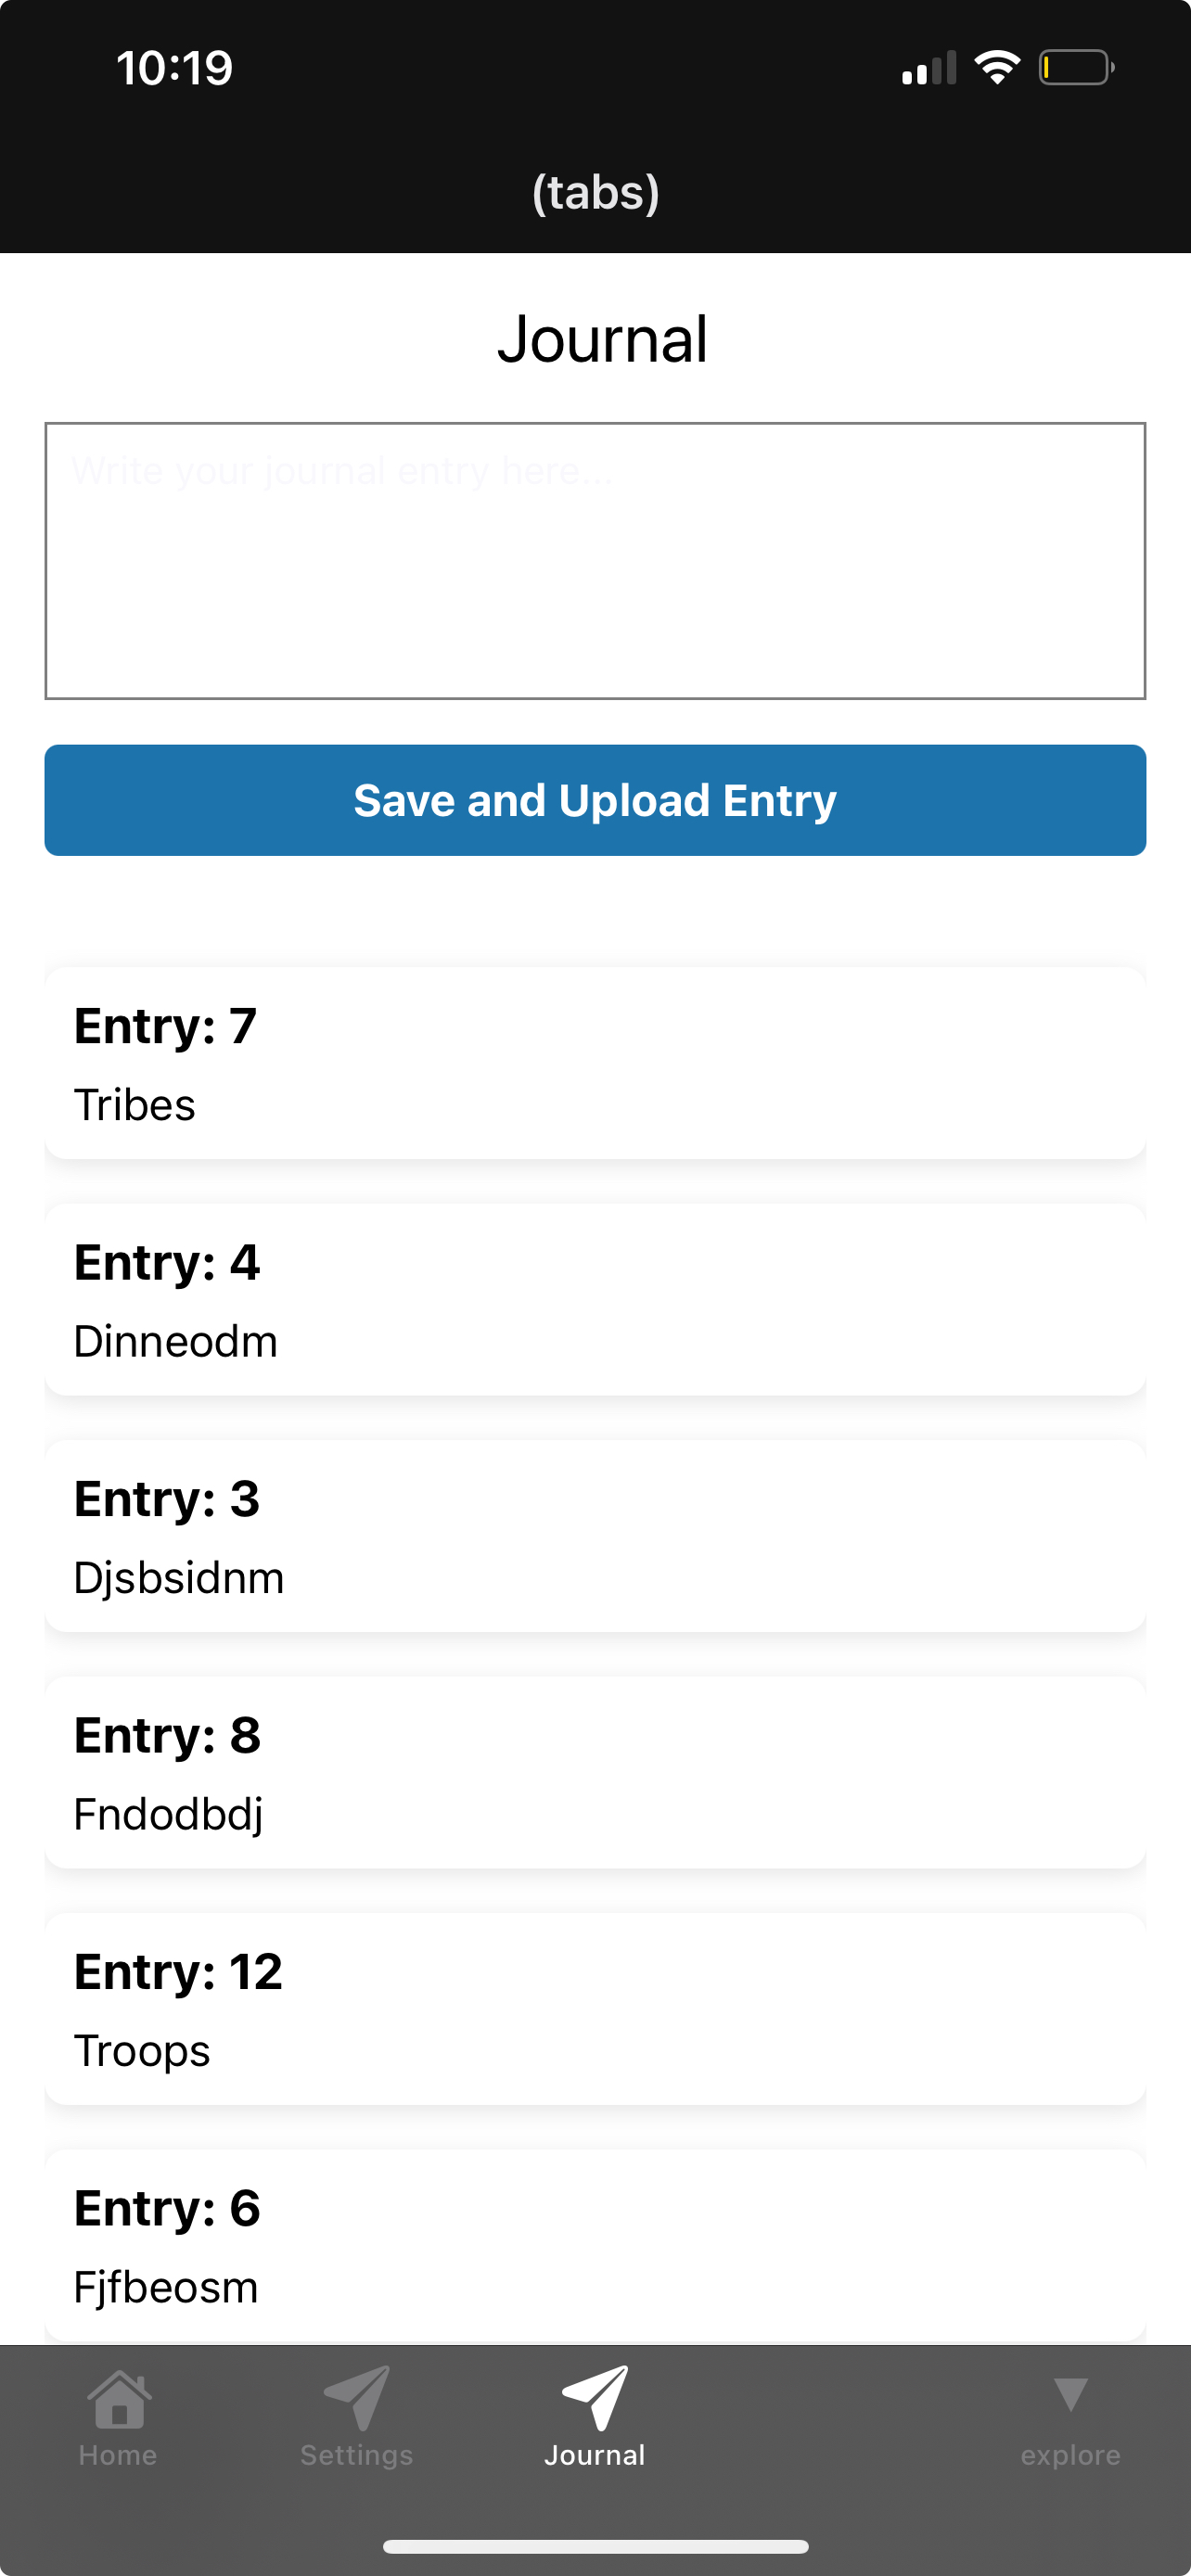 10:19
(tabs)
Journal
Write your journal entry here...
Save and Upload Entry
Entry: 7
Tribes
Entry: 4
Dinneodm
Entry: 3
Djsbsidnm
Entry: 8
Fndodbdj
Entry: 12
Troops
Entry: 6
Fjfbeosm
Home
Settings
Journal
explore